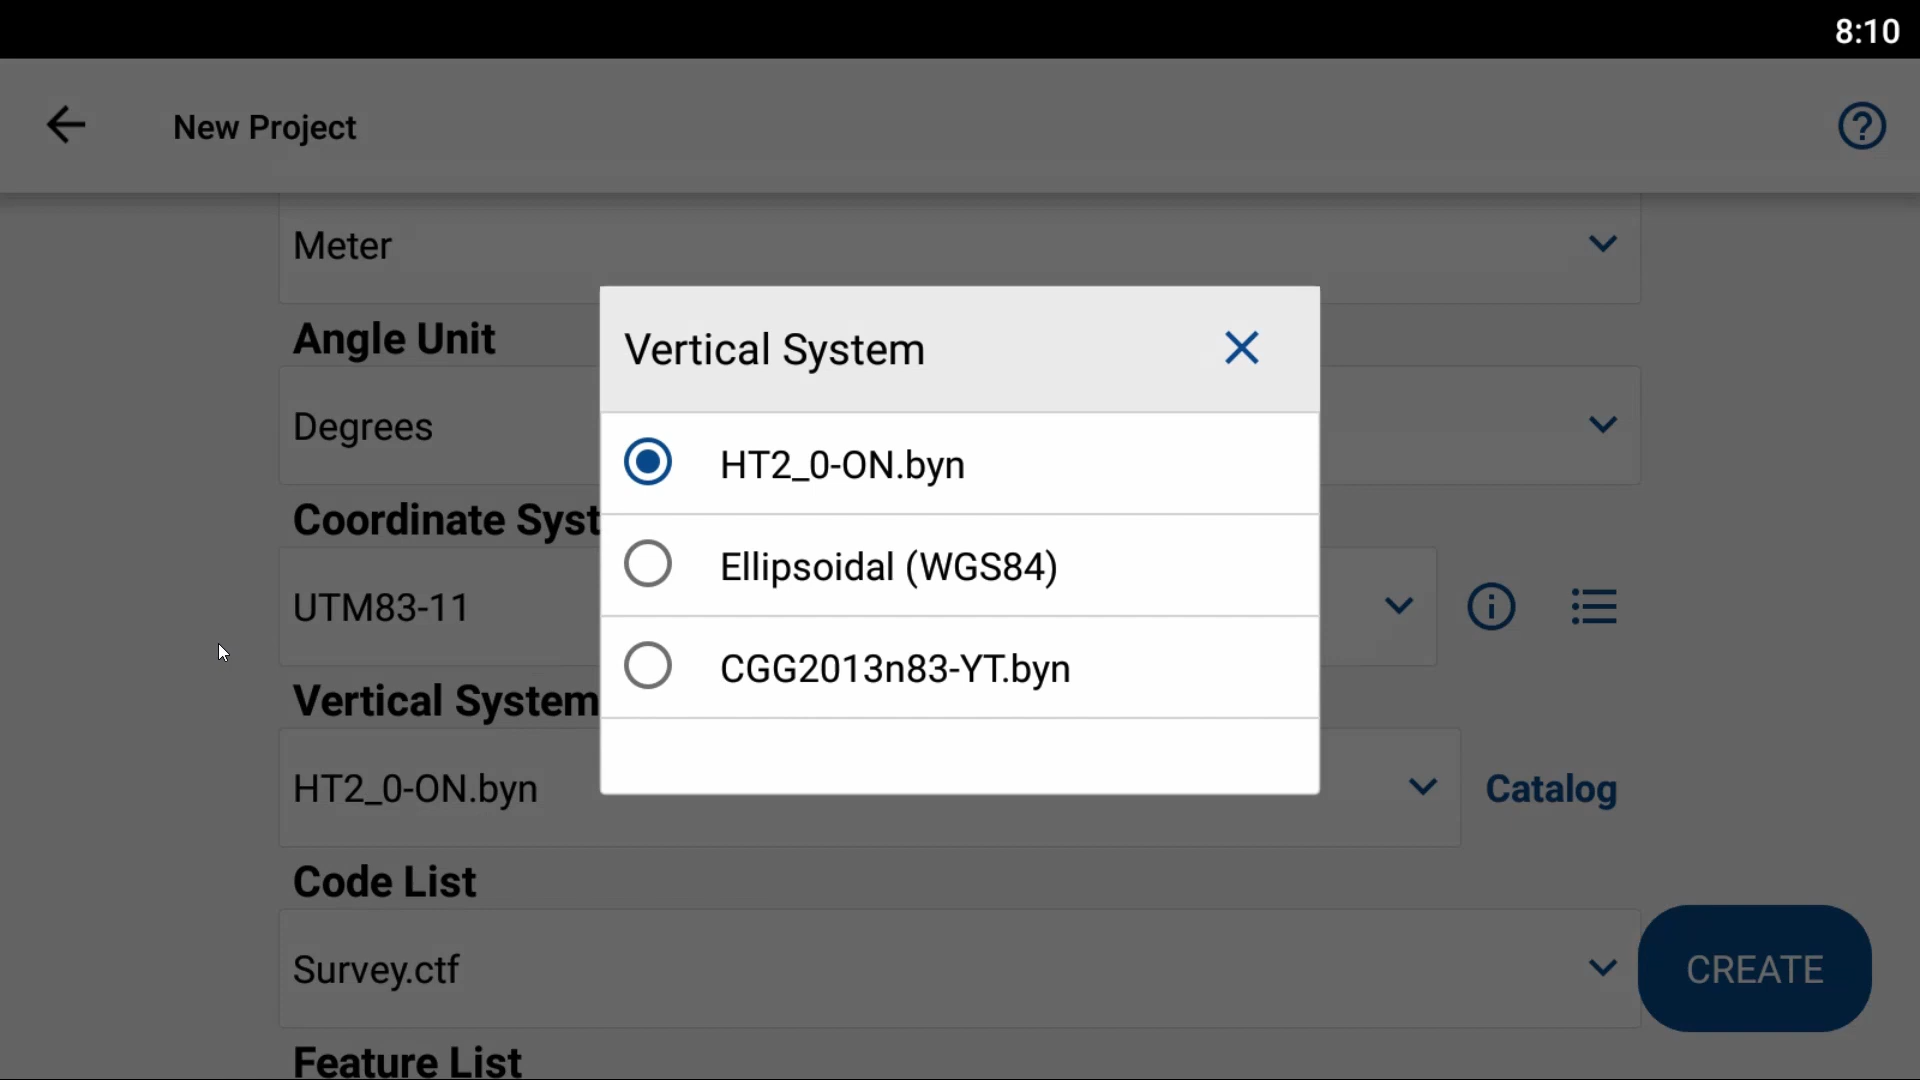 8:10
New Project
Meter
Angle Unit
Degrees
Coordinate Syst
UTM83-11
Vertical System
HT2_0-ON.byn
Catalog
Code List
Survey.ctf
CREATE
Feature List
Vertical System
HT2_0-ON.byn
Ellipsoidal (WGS84)
CGG2013n83-YT.byn